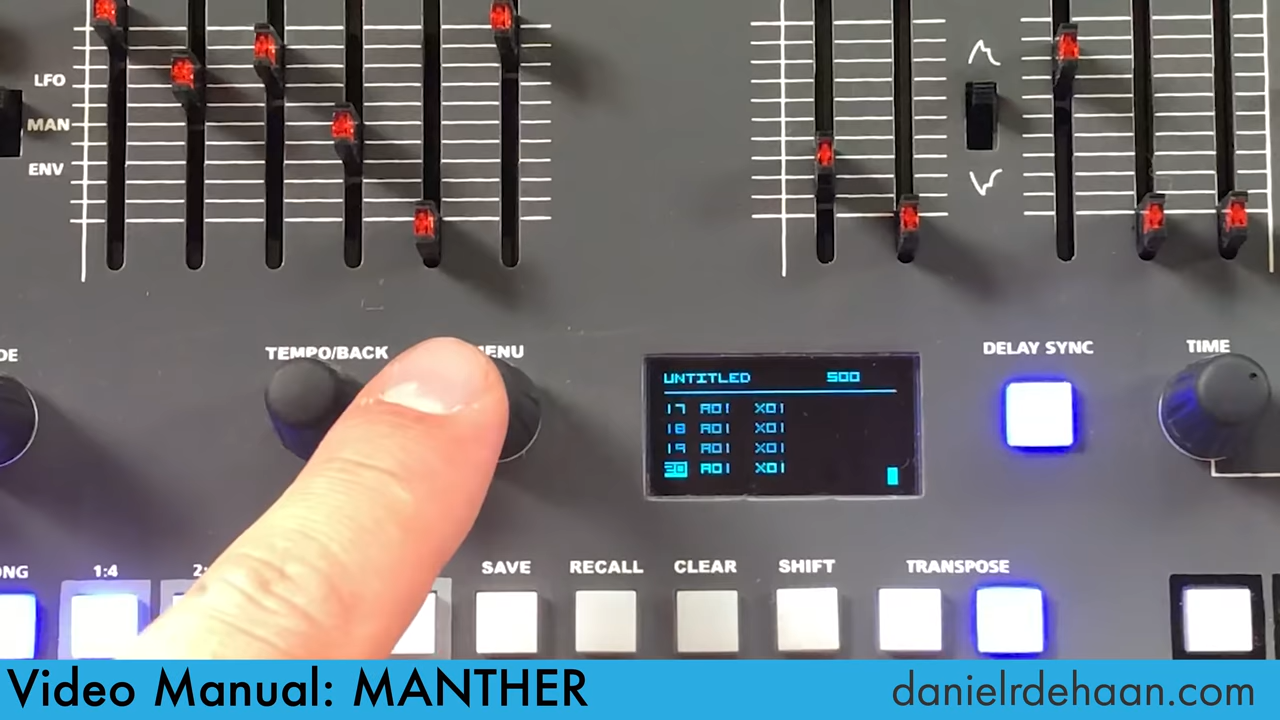 LFO
MAN
ENV
TEMPO/BACK
ENU
DELAY SYNC
TIME
UNTITLED 500
17 A01 X01
18 A01 X01
19 A01 X01
20 A01 X01
1:4
SAVE
RECALL
CLEAR
SHIFT
TRANSPOSE
Video Manual: MANTHER
danielrdehaan.com